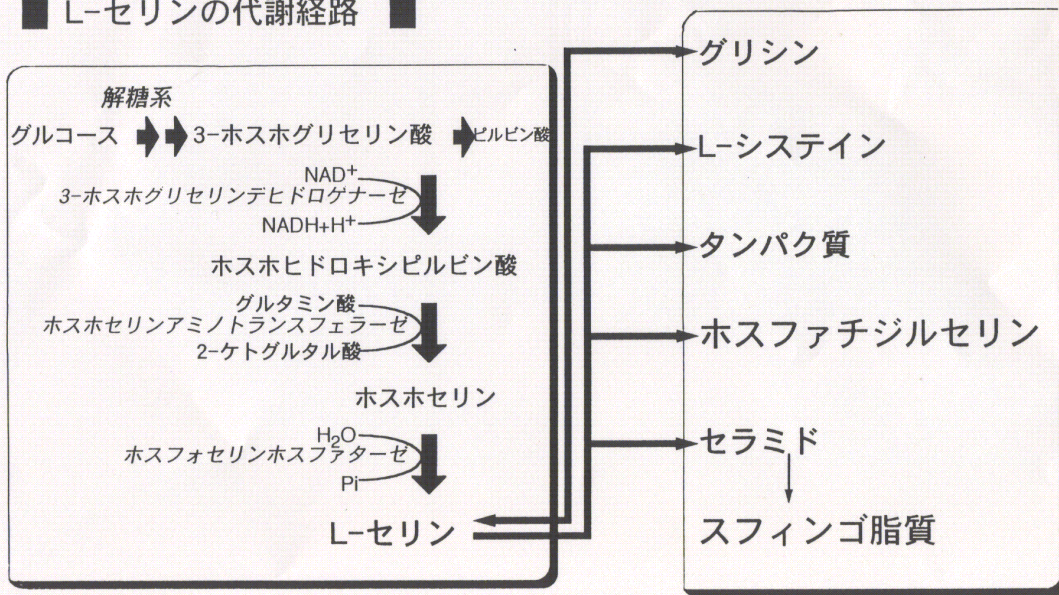 ■ L-セリンの代謝経路 ■
解糖系
グルコース 3-ホスホグリセリン酸 ピルビン酸
NAD+
3-ホスホグリセリンデヒドロゲナーゼ
NADH+H+
ホスホヒドロキシピルビン酸
グルタミン酸
ホスホセリンアミノトランスフェラーゼ
2-ケトグルタル酸
ホスホセリン
H2O
ホスフォセリンホスファターゼ
Pi
L-セリン
グリシン
L-システイン
タンパク質
ホスファチジルセリン
セラミド
スフィンゴ脂質